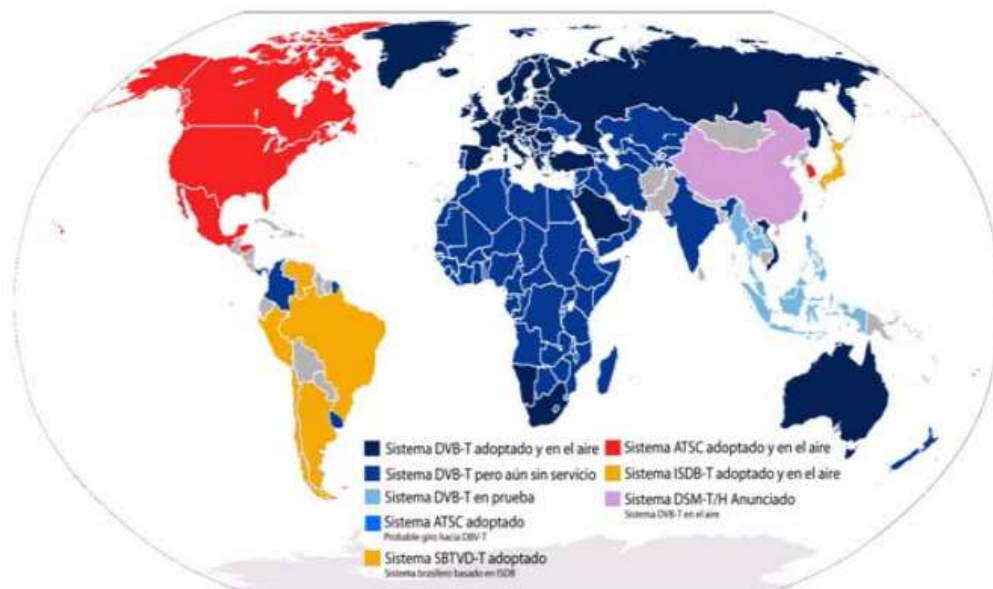 Sistema DVB-T adoptado y en el aire
Sistema DVB-T pero aún sin servicio
Sistema DVB-T en prueba
Sistema ATSC adoptado
Probable giro hacia DBV-T
Sistema SBTVD-T adoptado
Sistema brasilero basado en ISDB
Sistema ATSC adoptado y en el aire
Sistema ISDB-T adoptado y en el aire
Sistema DSM-T/H Anunciado
Sistema DVB-T en el aire